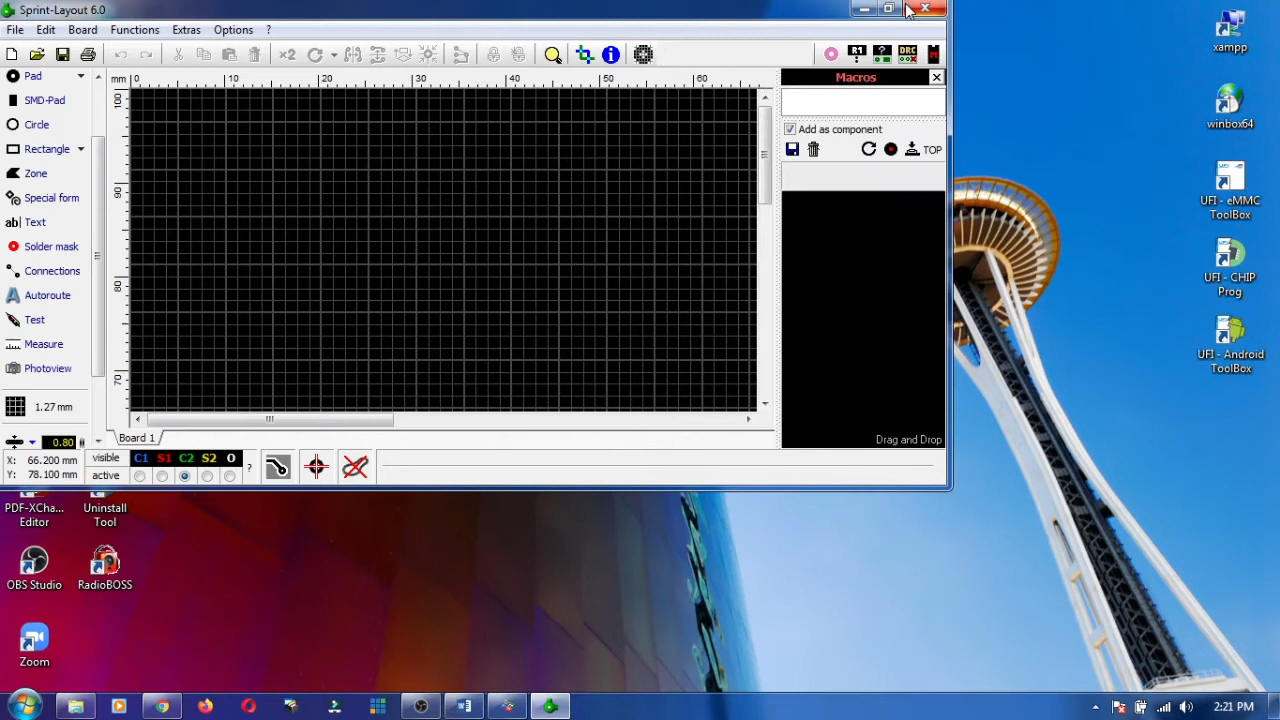 Sprint-Layout 6.0
File Edit Board Functions Extras Options ?
×2
R1
?
DRC
M
mm 0 10 20 30 40 50 60
Macros
Pad
SMD-Pad
Circle
Rectangle
Zone
Special form
ab| Text
Solder mask
Connections
Autoroute
Test
Measure
Photoview
1.27 mm
0.80
100
90
80
70
Add as component
TOP
Drag and Drop
Board 1
X: 66.200 mm
Y: 78.100 mm
visible C1 S1 C2 S2 O
active
?
xampp
winbox64
UFI - eMMC
ToolBox
UFI - CHIP
Prog
UFI - Android
ToolBox
PDF-XCha...
Editor
Uninstall
Tool
OBS Studio
RadioBOSS
Zoom
2:21 PM